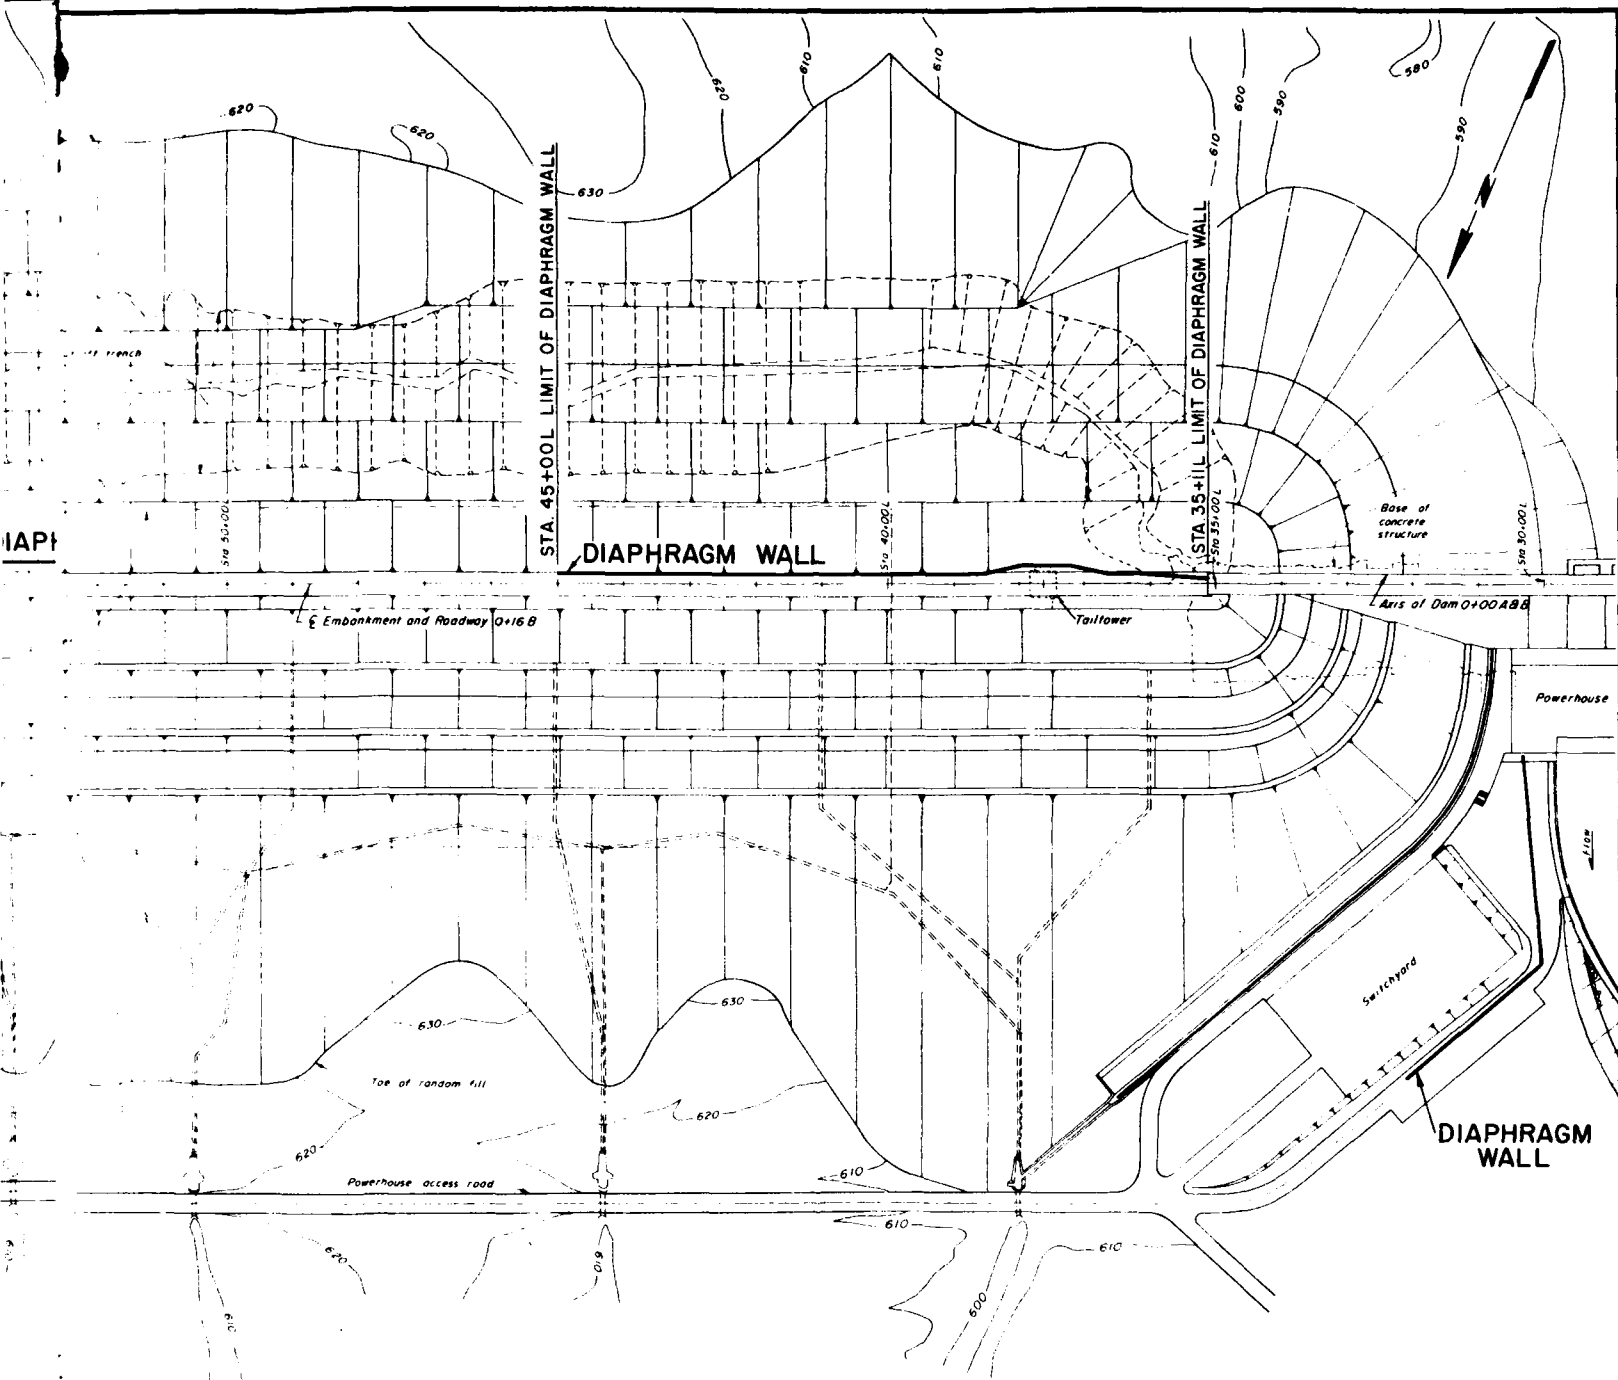 620
620
630
620
610
610
610
600
590
580
590
N
STA. 45+00L LIMIT OF DIAPHRAGM WALL
STA. 35+11L LIMIT OF DIAPHRAGM WALL
trench
Sta 50+00L
Sta 40+00L
Sta 35+00L
Sta 30+00L
Base of
concrete
structure
DIAPHRAGM WALL
℄ Embankment and Roadway 0+16 B
Tailtower
Axis of Dam 0+00 A&B
Powerhouse
Flow
Switchyard
630
630
Toe of random fill
620
620
610
Powerhouse access road
DIAPHRAGM
WALL
620
610
610
610
600
610